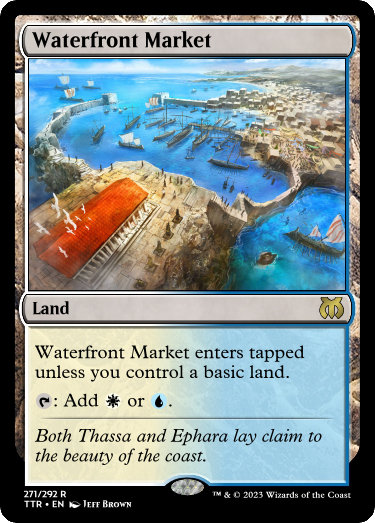 Waterfront Market
Land
Waterfront Market enters tapped
unless you control a basic land.
: Add or .
Both Thassa and Ephara lay claim to
the beauty of the coast.
271/292 R
TTR • EN Jeff Brown
™ & © 2023 Wizards of the Coast